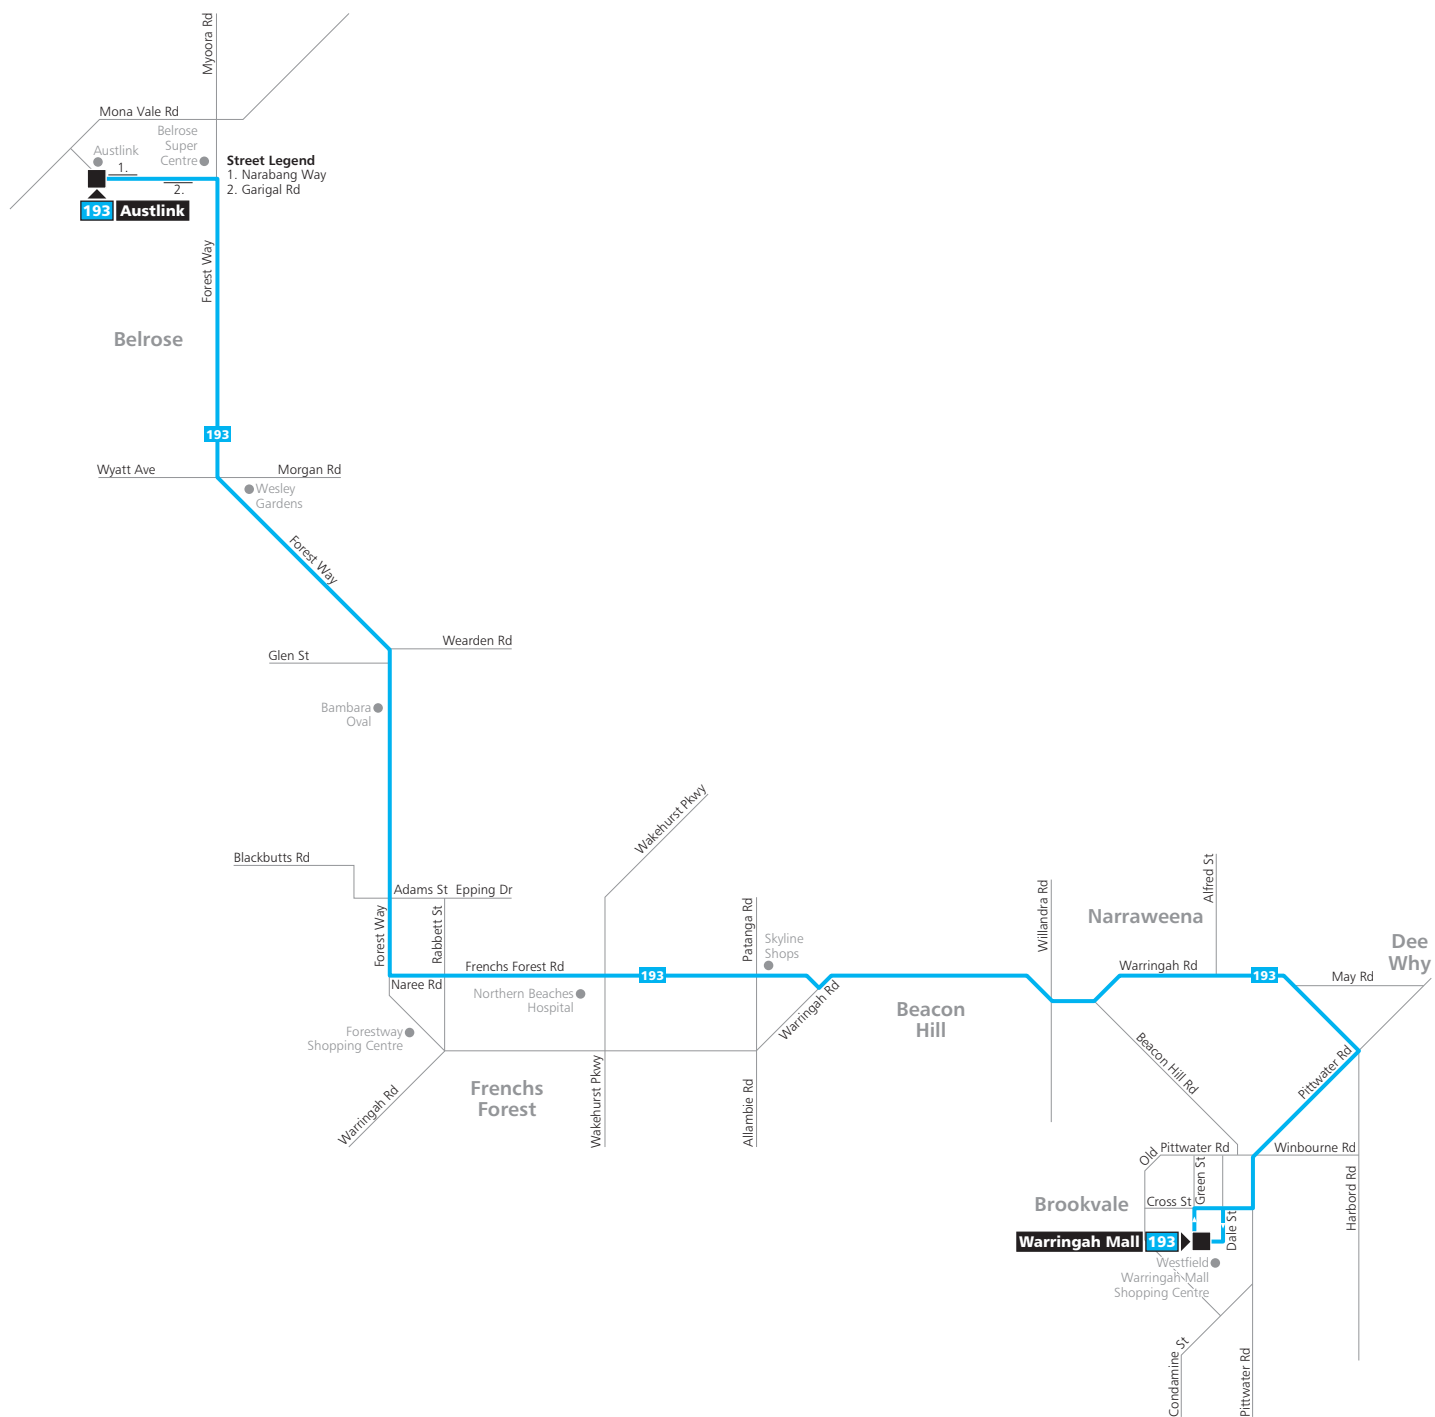 Myoora Rd
Mona Vale Rd
Belrose
Super
Centre
Austlink
1.
2.
Street Legend
1. Narabang Way
2. Garigal Rd
193 Austlink
Forest Way
Belrose
193
Wyatt Ave
Morgan Rd
Wesley
Gardens
Forest Way
Wearden Rd
Glen St
Bambara
Oval
Wakehurst Pkwy
Blackbutts Rd
Adams St
Epping Dr
Forest Way
Rabbett St
Frenchs Forest Rd
193
Naree Rd
Northern Beaches
Hospital
Forestway
Shopping Centre
Warringah Rd
Frenchs
Forest
Wakehurst Pkwy
Patanga Rd
Skyline
Shops
Warringah Rd
Allambie Rd
Beacon
Hill
Willandra Rd
Narraweena
Alfred St
Warringah Rd
193
Dee
Why
May Rd
Beacon Hill Rd
Pittwater Rd
Old Pittwater Rd
Winbourne Rd
Green St
Cross St
Brookvale
Dale St
Harbord Rd
Warringah Mall 193
Westfield
Warringah Mall
Shopping Centre
Condamine St
Pittwater Rd